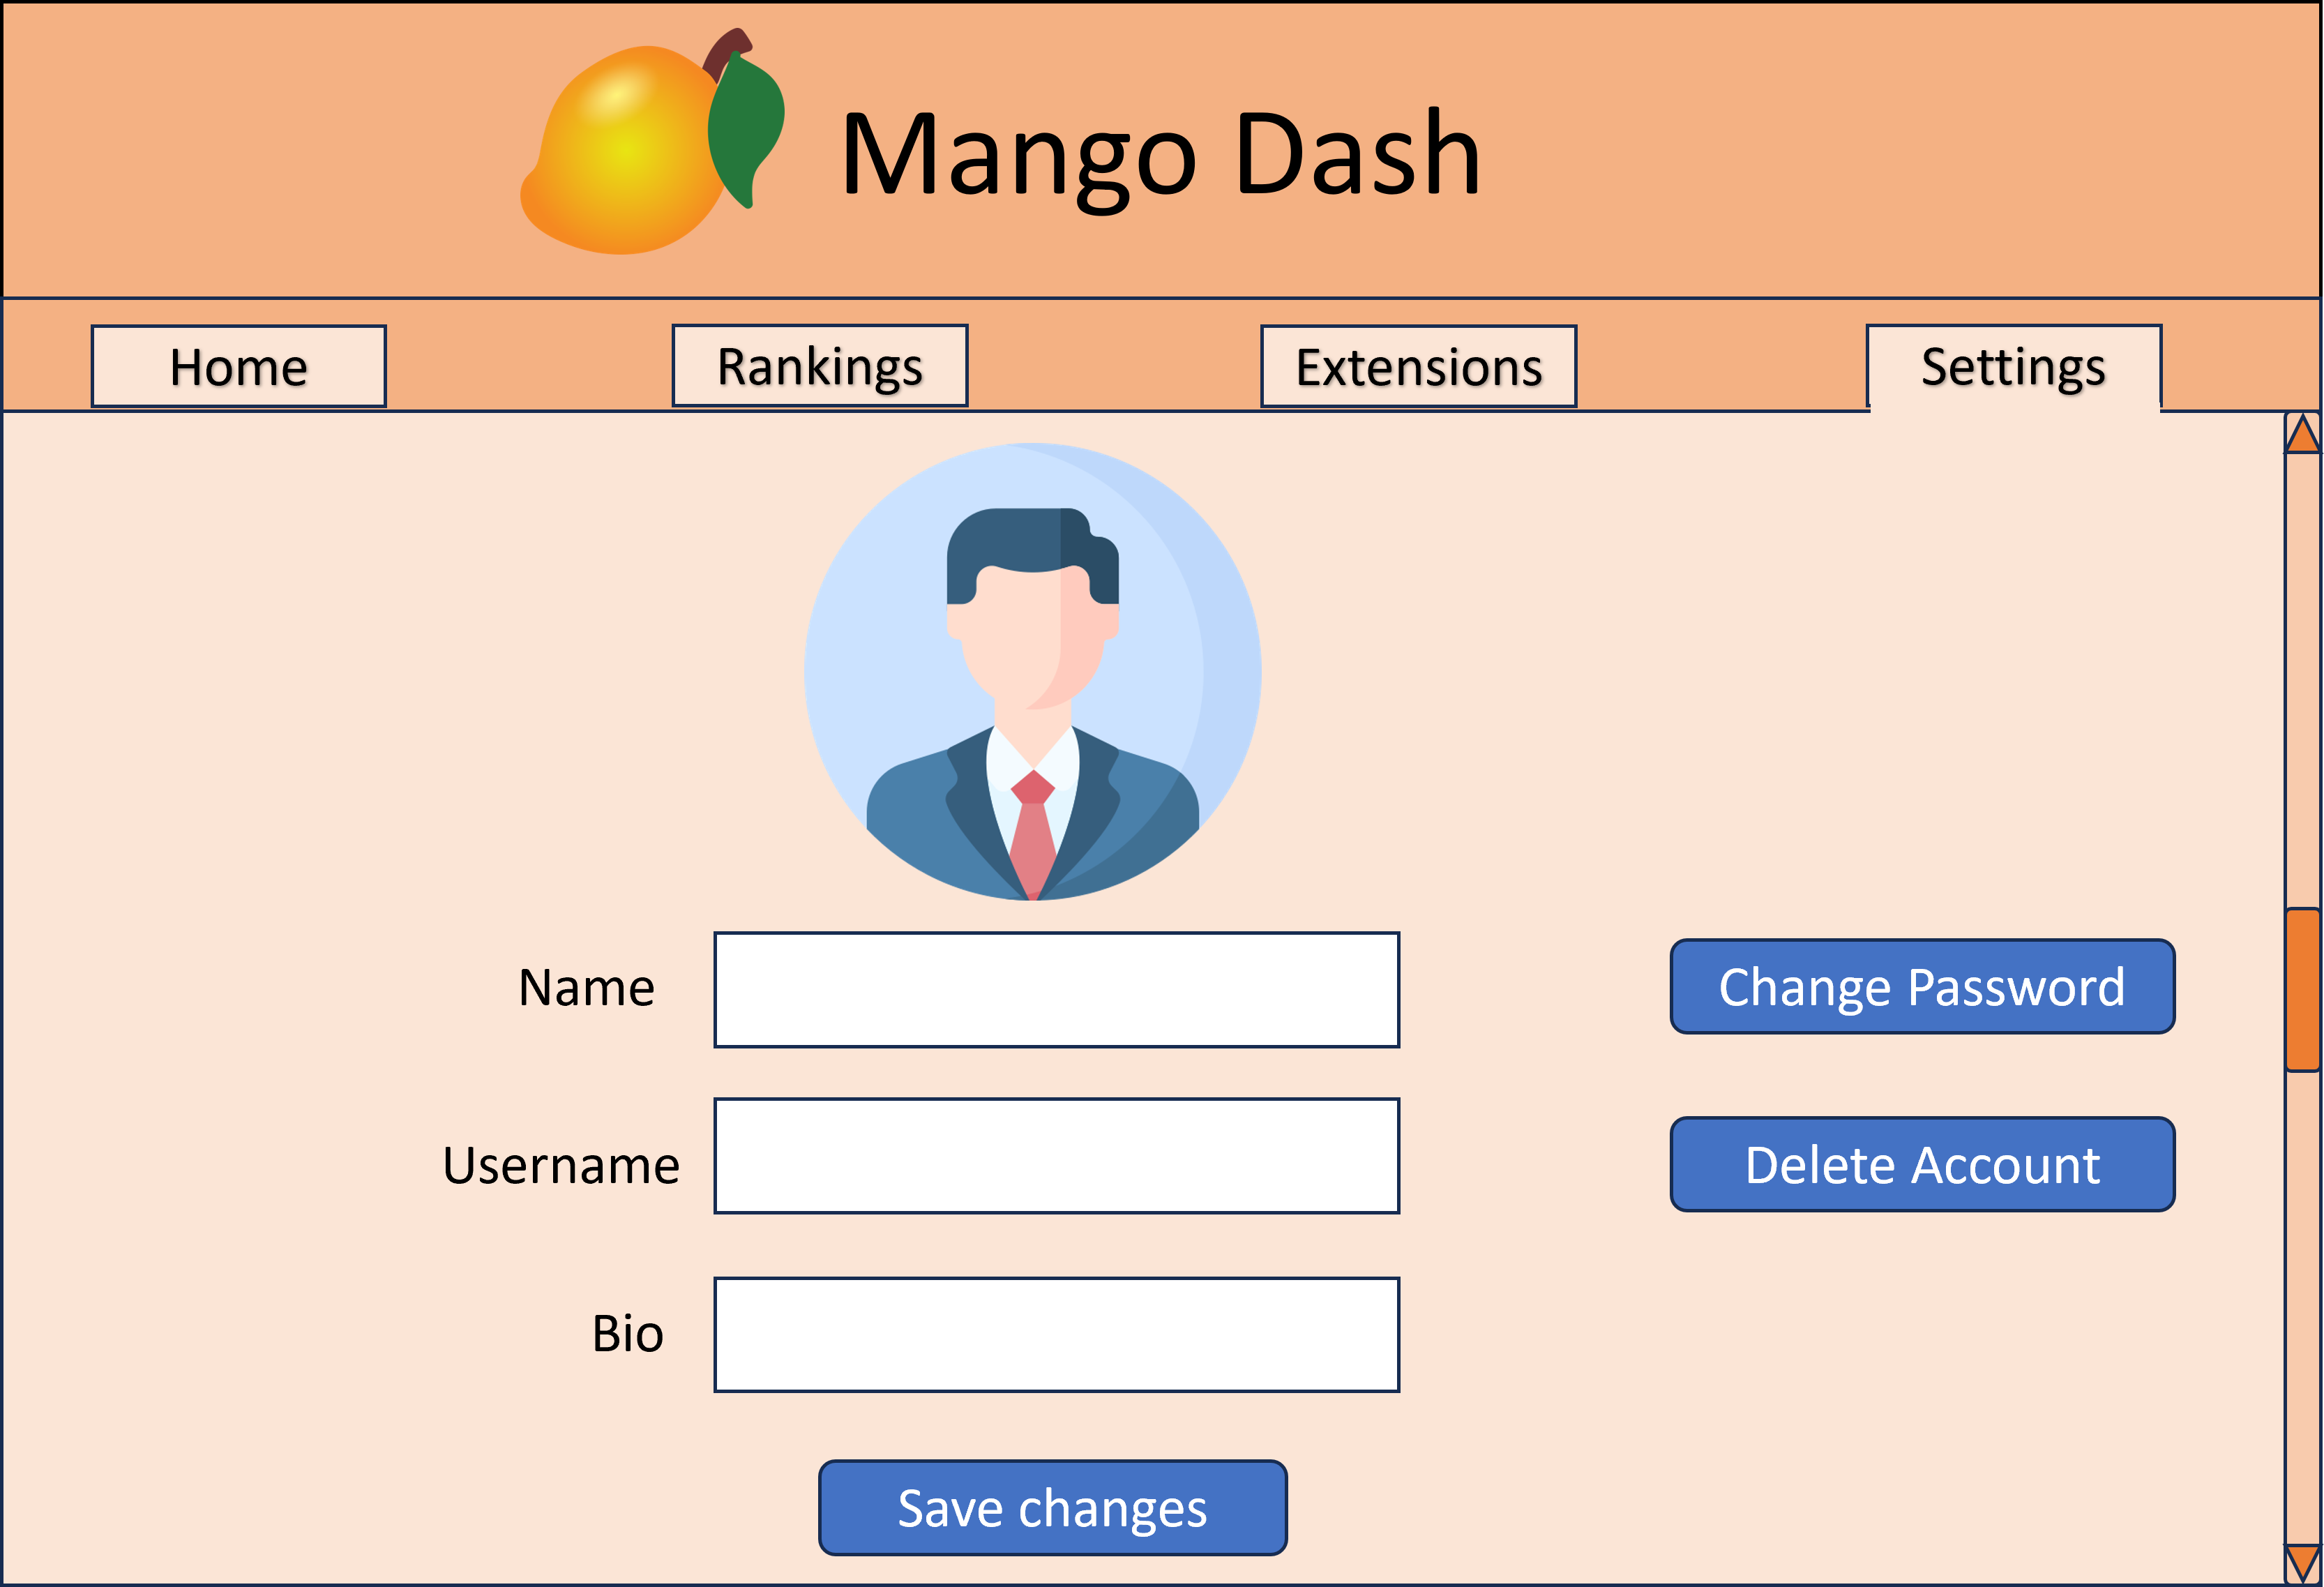 Mango Dash
Home
Rankings
Extensions
Settings
Name
Change Password
Username
Delete Account
Bio
Save changes